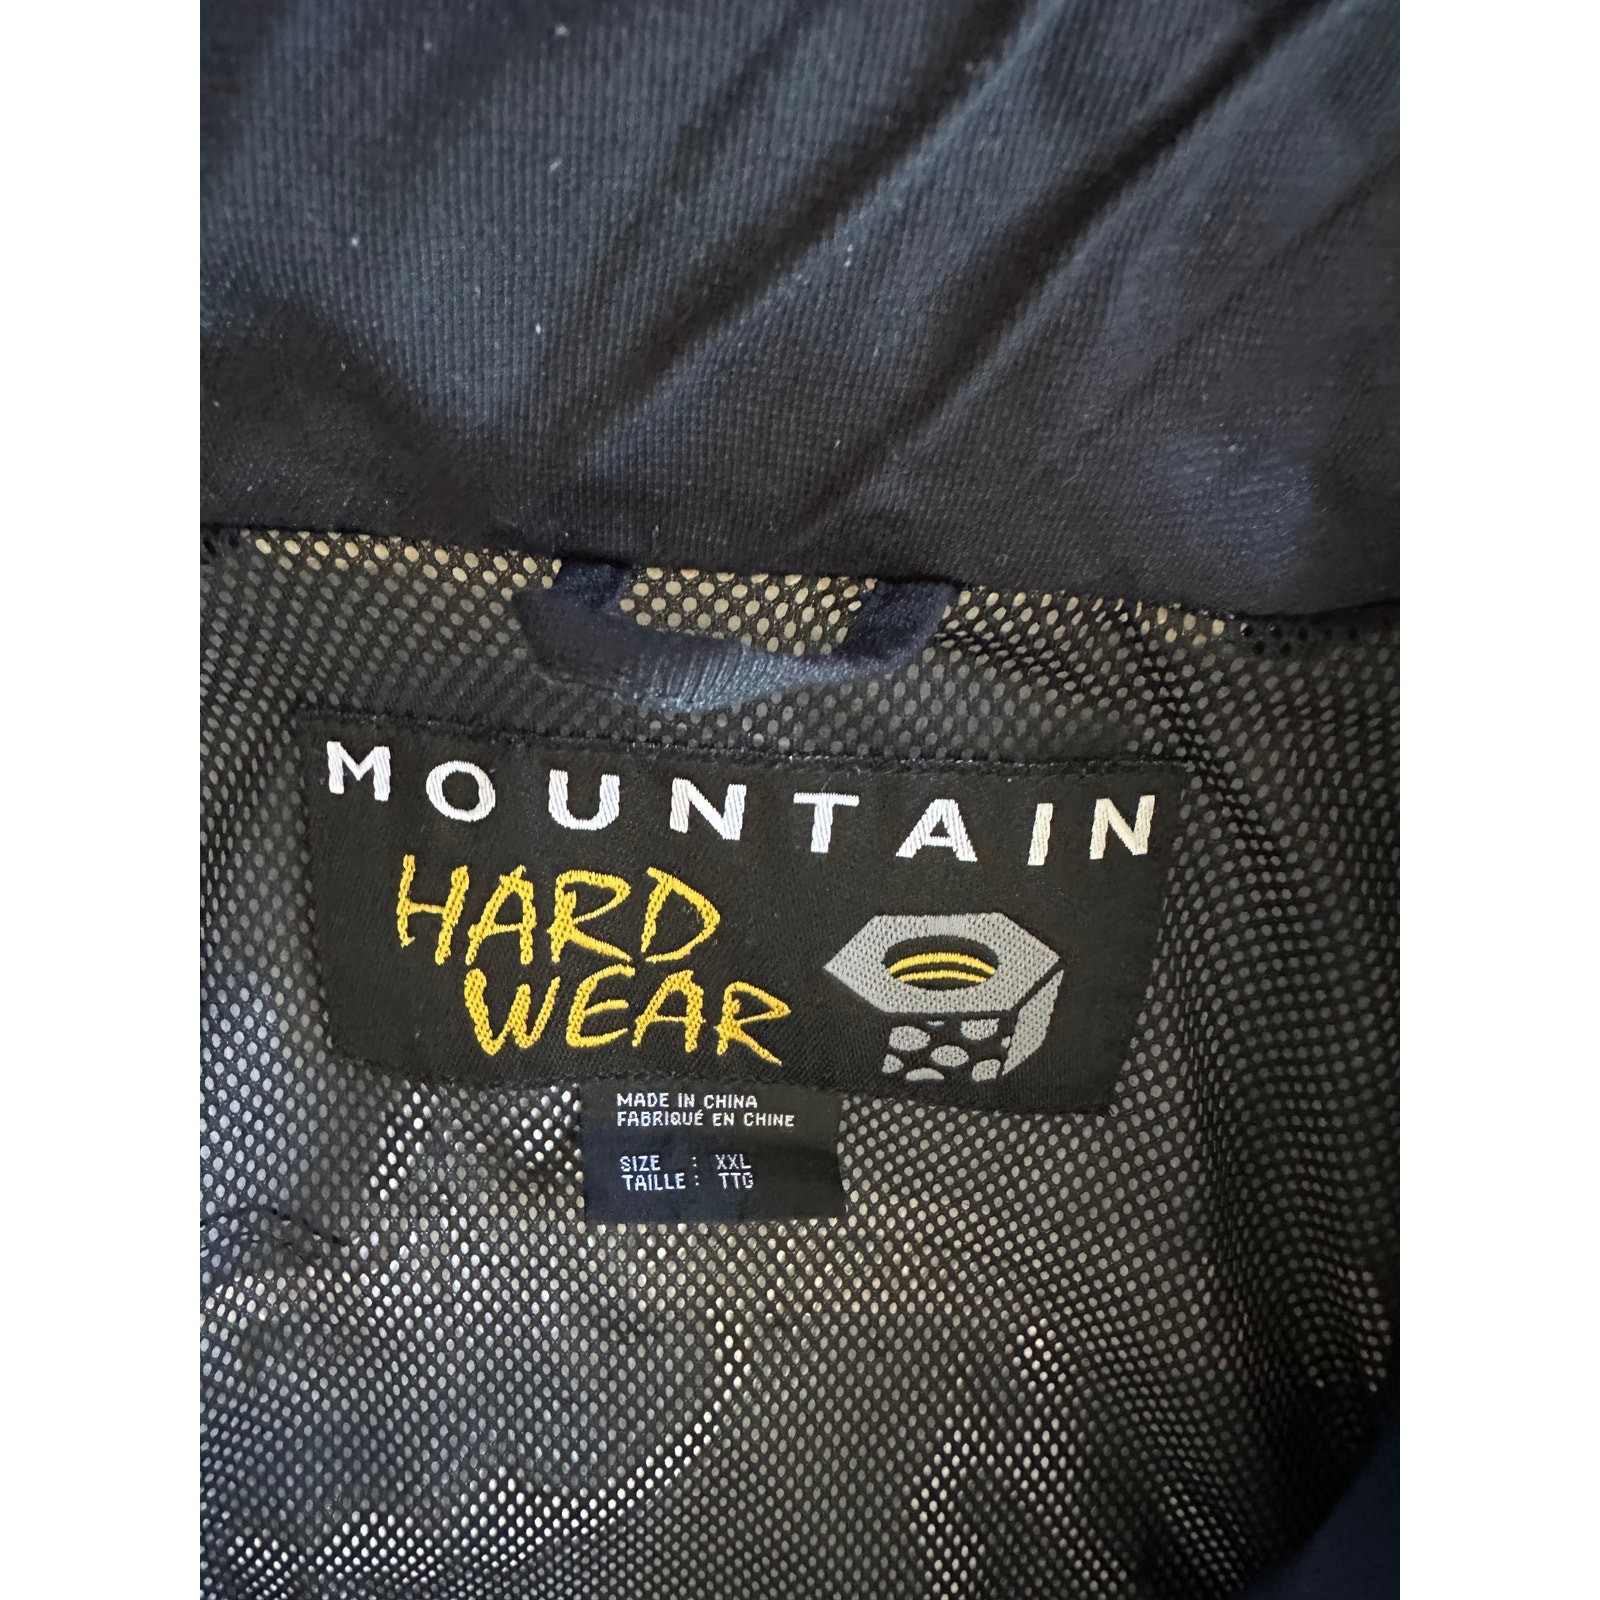 MOUNTAIN
HARD
WEAR
MADE IN CHINA
FABRIQUÉ EN CHINE
SIZE : XXL
TAILLE : TTG